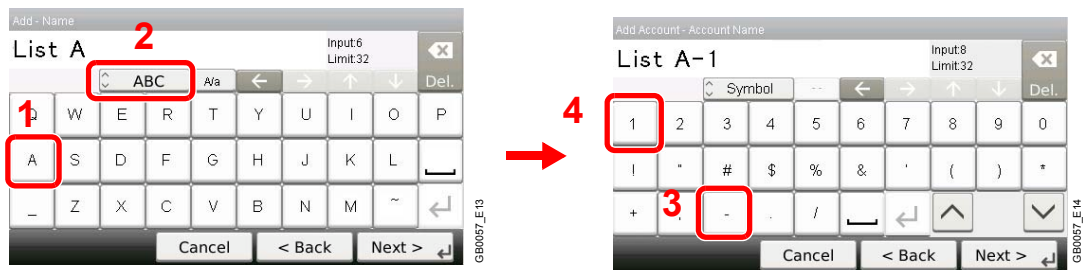 Add - Name
List A
Input:6
Limit:32
2
ABC
A/a
← → ↑ ↓ Del.
1
Q W E R T Y U I O P
A S D F G H J K L
_ Z X C V B N M ~
Cancel < Back Next >
GB0057_E13
Add Account - Account Name
List A-1
Input:8
Limit:32
Symbol
--
← → ↑ ↓ Del.
4
1 2 3 4 5 6 7 8 9 0
! " # $ % & ' ( ) *
3
+ , - . /
Cancel < Back Next >
GB0057_E14